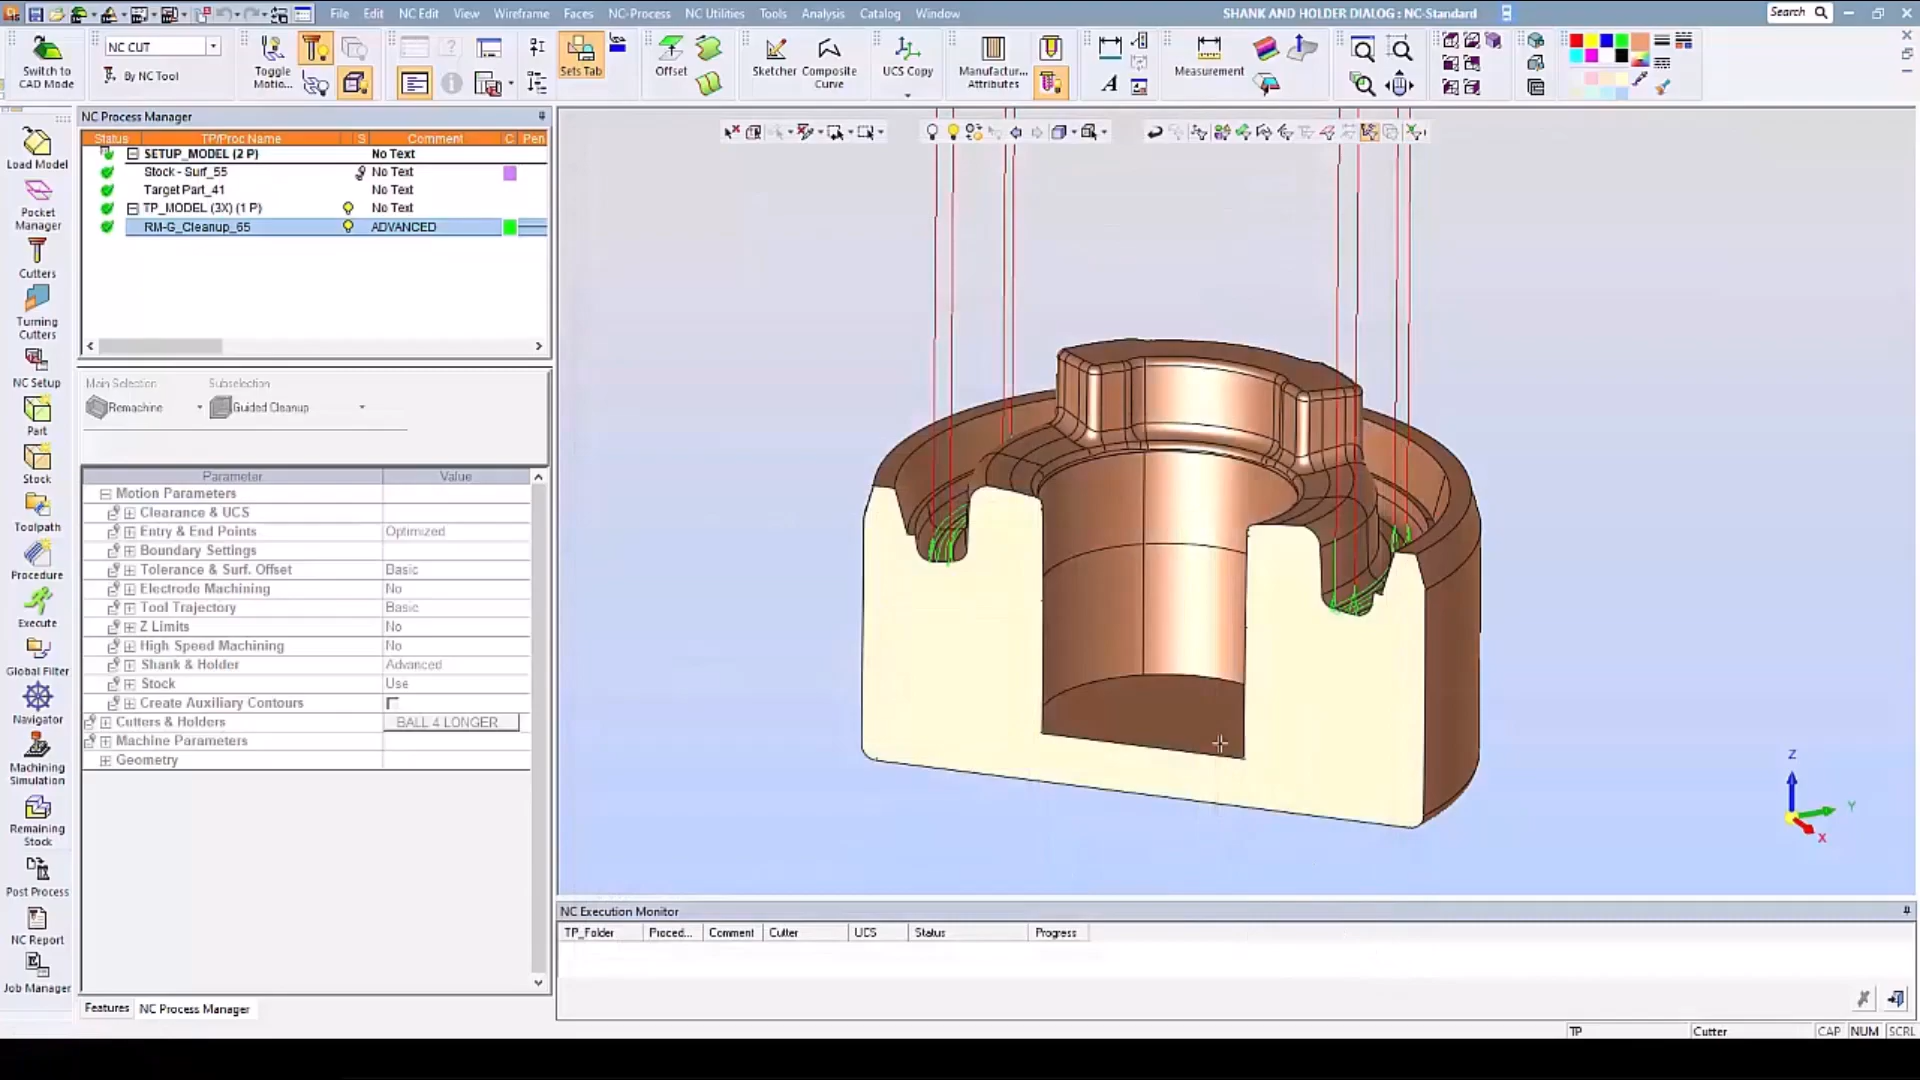 File Edit NC Edit View Wireframe Faces NC-Process NC Utilities Tools Analysis Catalog Window
SHANK AND HOLDER DIALOG : NC-Standard
Search
Switch to
CAD Mode
NC CUT
By NC Tool
Toggle
Motio...
Sets Tab
Offset
Sketcher
Composite
Curve
UCS Copy
Manufactur...
Attributes
A
Measurement
Load Model
Pocket
Manager
Cutters
Turning
Cutters
NC Setup
Part
Stock
Toolpath
Procedure
Execute
Global Filter
Navigator
Machining
Simulation
Remaining
Stock
Post Process
NC Report
Job Manager
NC Process Manager
Status TP/Proc Name S Comment C Pen
SETUP_MODEL (2 P) No Text
Stock - Surf_55 No Text
Target Part_41 No Text
TP_MODEL (3X) (1 P) No Text
RM-G_Cleanup_65 ADVANCED
Main Selection Subselection
Remachine Guided Cleanup
Parameter Value
Motion Parameters
Clearance & UCS
Entry & End Points Optimized
Boundary Settings
Tolerance & Surf. Offset Basic
Electrode Machining No
Tool Trajectory Basic
Z Limits No
High Speed Machining No
Shank & Holder Advanced
Stock Use
Create Auxiliary Contours
Cutters & Holders BALL 4 LONGER
Machine Parameters
Geometry
Features NC Process Manager
Z
Y
X
NC Execution Monitor
TP_Folder Proced... Comment Cutter UCS Status Progress
TP Cutter CAP NUM SCRL